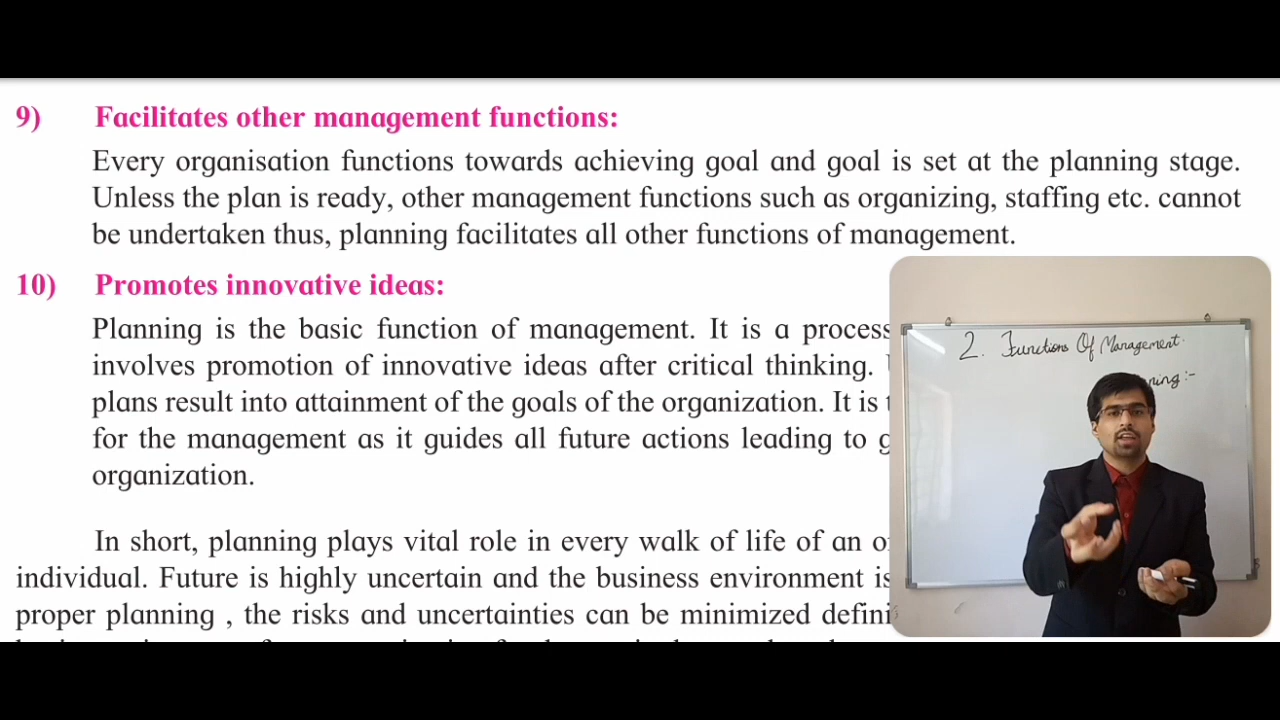 9) Facilitates other management functions:
Every organisation functions towards achieving goal and goal is set at the planning stage.
Unless the plan is ready, other management functions such as organizing, staffing etc. cannot
be undertaken thus, planning facilitates all other functions of management.
10) Promotes innovative ideas:
Planning is the basic function of management. It is a process
involves promotion of innovative ideas after critical thinking.
plans result into attainment of the goals of the organization. It is
for the management as it guides all future actions leading to
organization.
In short, planning plays vital role in every walk of life of an
individual. Future is highly uncertain and the business environment is
proper planning , the risks and uncertainties can be minimized
2. Functions Of Management.